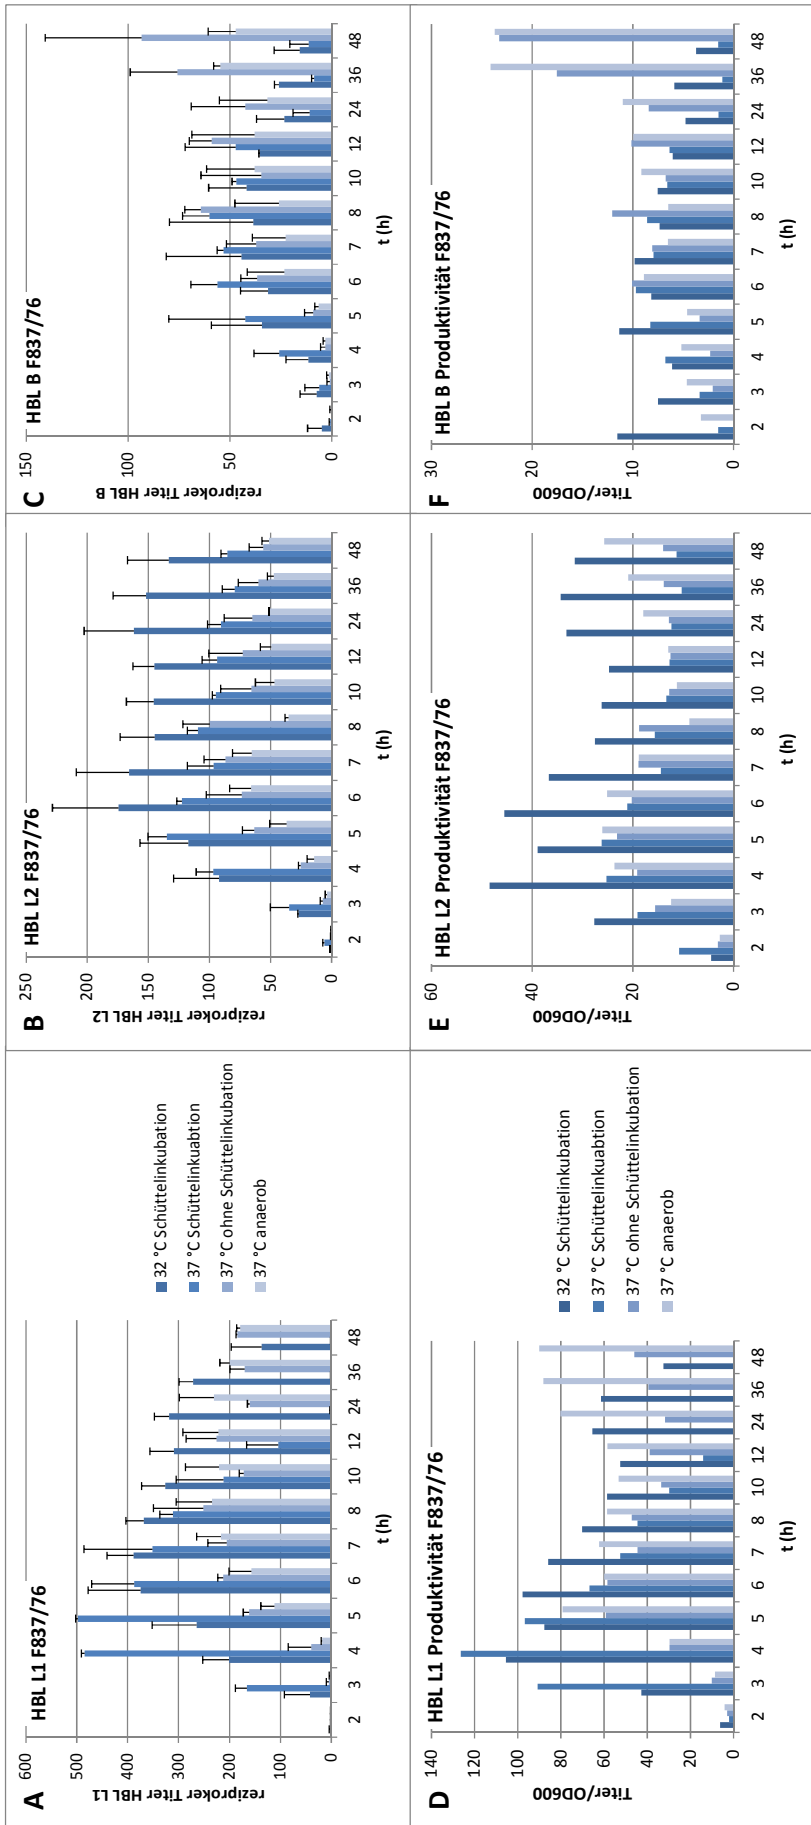 A
HBL L1 F837/76
reziproker Titer HBL L1
600
500
400
300
200
100
0
2 3 4 5 6 7 8 10 12 24 36 48
t (h)
32 °C Schüttelinkubation
37 °C Schüttelinkuabtion
37 °C ohne Schüttelinkubation
37 °C anaerob
B
HBL L2 F837/76
reziproker Titer HBL L2
250
200
150
100
50
0
2 3 4 5 6 7 8 10 12 24 36 48
t (h)
C
HBL B F837/76
reziproker Titer HBL B
150
100
50
0
2 3 4 5 6 7 8 10 12 24 36 48
t (h)
D
HBL L1 Produktivität F837/76
Titer/OD600
140
120
100
80
60
40
20
0
2 3 4 5 6 7 8 10 12 24 36 48
t (h)
32 °C Schüttelinkubation
37 °C Schüttelinkuabtion
37 °C ohne Schüttelinkubation
37 °C anaerob
E
HBL L2 Produktivität F837/76
Titer/OD600
60
40
20
0
2 3 4 5 6 7 8 10 12 24 36 48
t (h)
F
HBL B Produktivität F837/76
Titer/OD600
30
20
10
0
2 3 4 5 6 7 8 10 12 24 36 48
t (h)